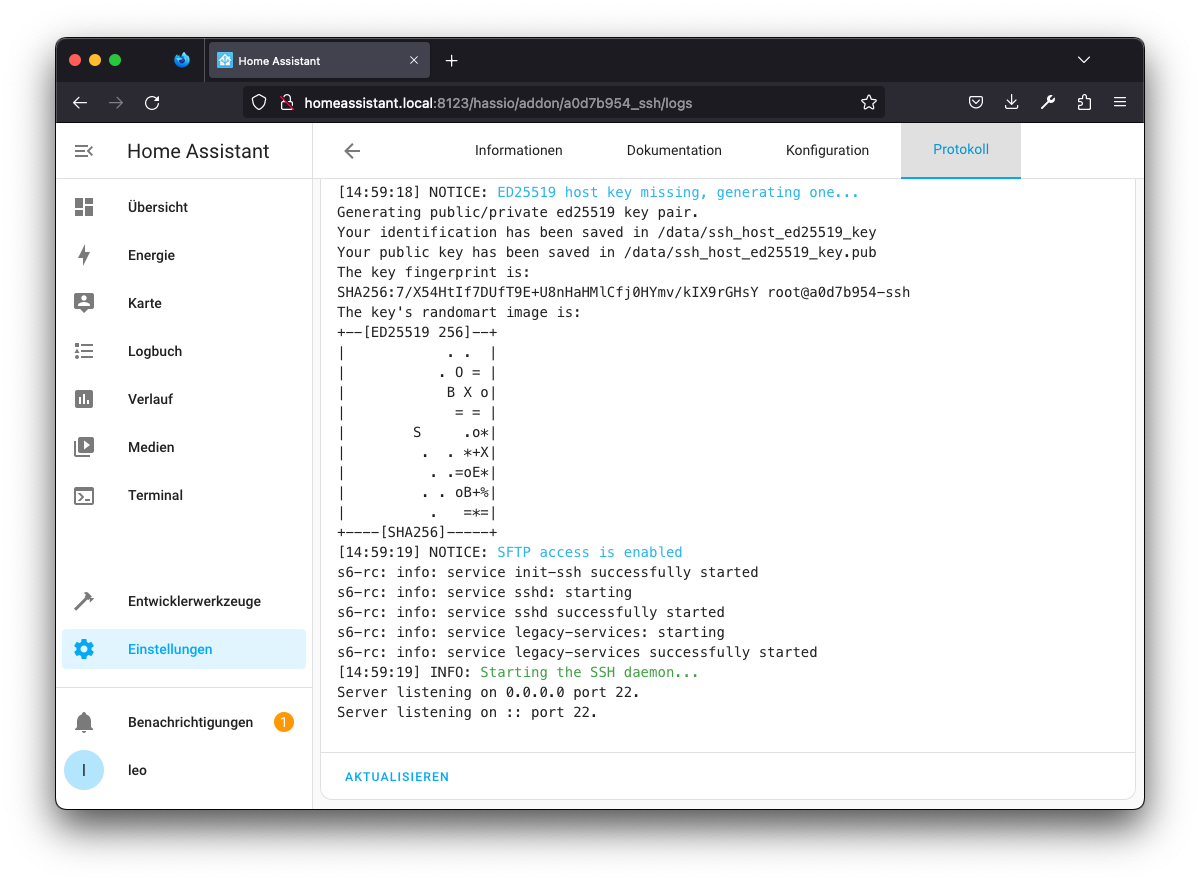 Home Assistant
homeassistant.local:8123/hassio/addon/a0d7b954_ssh/logs
Home Assistant
Informationen
Dokumentation
Konfiguration
Protokoll
Übersicht
Energie
Karte
Logbuch
Verlauf
Medien
Terminal
Entwicklerwerkzeuge
Einstellungen
Benachrichtigungen
1
l
leo
[14:59:18] NOTICE: ED25519 host key missing, generating one...
Generating public/private ed25519 key pair.
Your identification has been saved in /data/ssh_host_ed25519_key
Your public key has been saved in /data/ssh_host_ed25519_key.pub
The key fingerprint is:
SHA256:7/X54HtIf7DUfT9E+U8nHaHMlCfj0HYmv/kIX9rGHsY root@a0d7b954-ssh
The key's randomart image is:
+--[ED25519 256]--+
|            . .  |
|           . O = |
|            B X o|
|             = = |
|        S     .o*|
|         .  . *+X|
|          . .=oE*|
|         . . oB+%|
|          .   =*=|
+----[SHA256]-----+
[14:59:19] NOTICE: SFTP access is enabled
s6-rc: info: service init-ssh successfully started
s6-rc: info: service sshd: starting
s6-rc: info: service sshd successfully started
s6-rc: info: service legacy-services: starting
s6-rc: info: service legacy-services successfully started
[14:59:19] INFO: Starting the SSH daemon...
Server listening on 0.0.0.0 port 22.
Server listening on :: port 22.
AKTUALISIEREN